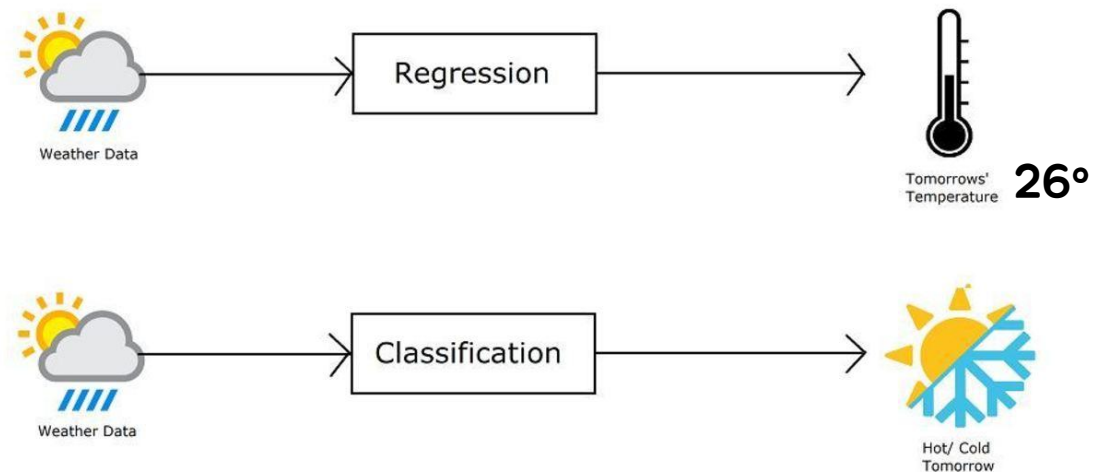 Regression
Weather Data
Tomorrows'
Temperature
26°
Classification
Weather Data
Hot/ Cold
Tomorrow